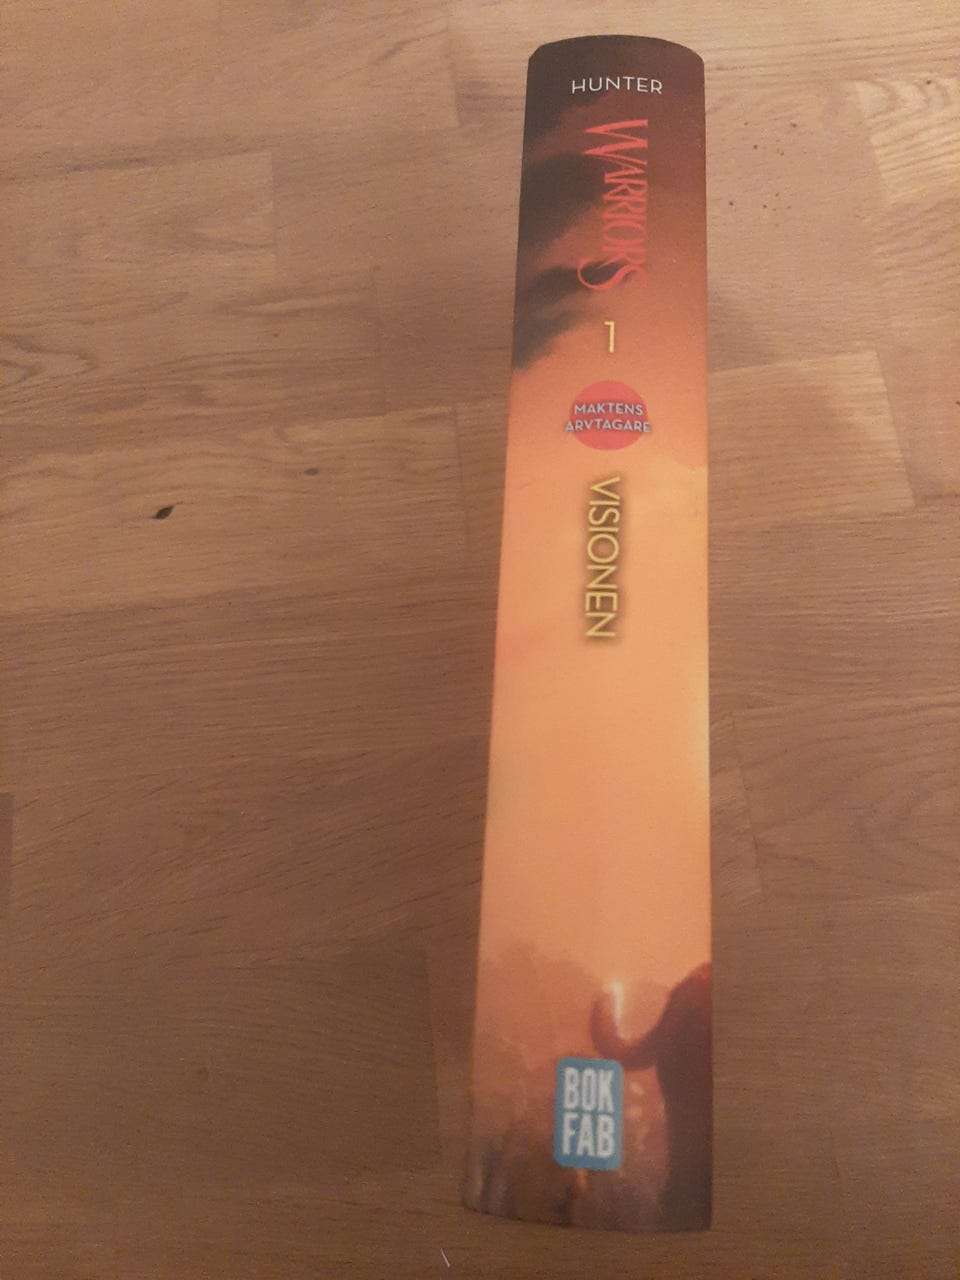 HUNTER
WARRIORS
1
MAKTENS
ARVTAGARE
VISIONEN
BOK
FAB